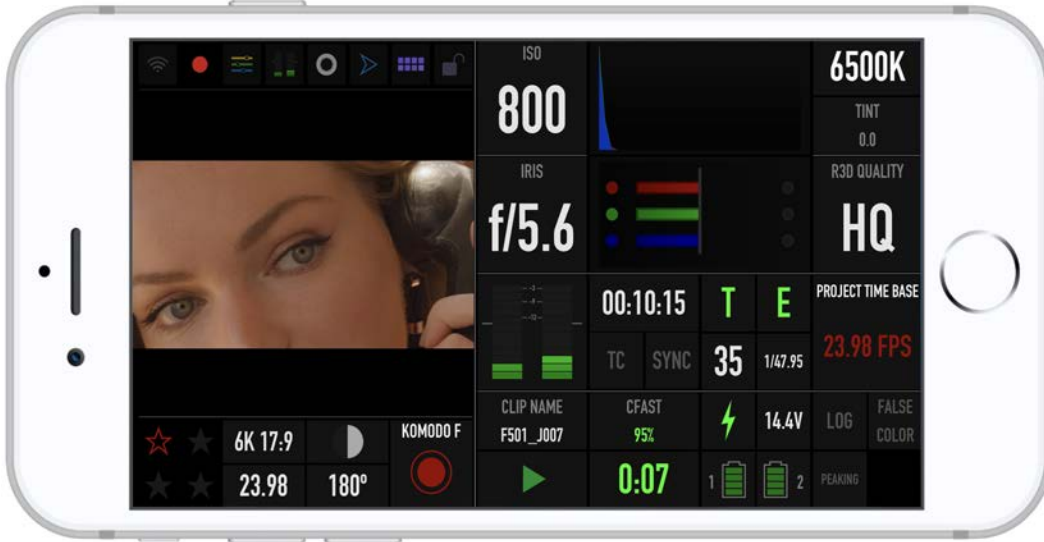 ISO
800
6500K
TINT
0.0
IRIS
f/5.6
R3D QUALITY
HQ
00:10:15
T
E
PROJECT TIME BASE
23.98 FPS
TC
SYNC
35
1/47.95
CLIP NAME
F501_J007
CFAST
95%
14.4V
LOG
FALSE
COLOR
6K 17:9
KOMODO F
23.98
180º
0:07
1
2
PEAKING